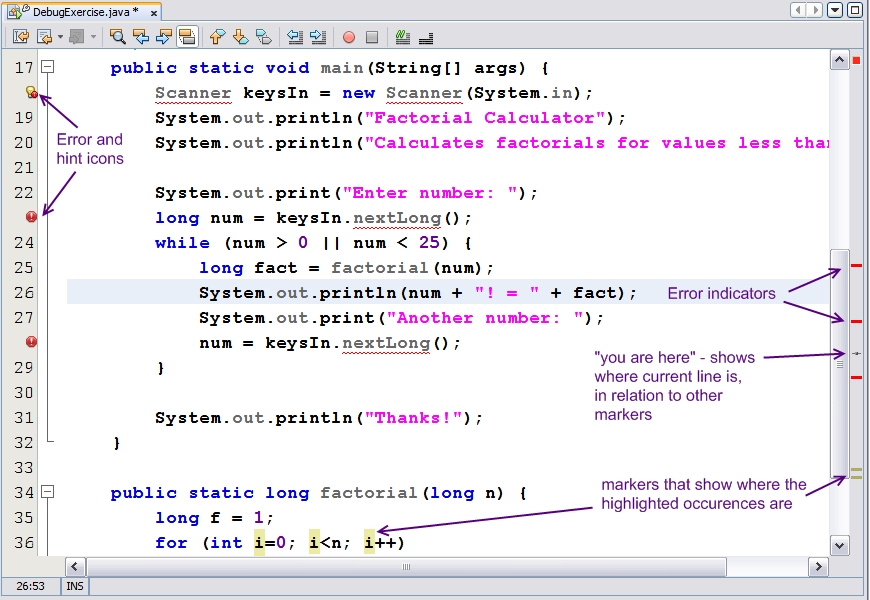 DebugExercise.java *
17 public static void main(String[] args) {
Scanner keysIn = new Scanner(System.in);
19 System.out.println("Factorial Calculator");
20 System.out.println("Calculates factorials for values less than
Error and
hint icons
21
22 System.out.print("Enter number: ");
long num = keysIn.nextLong();
24 while (num > 0 || num < 25) {
25 long fact = factorial(num);
26 System.out.println(num + "! = " + fact);
Error indicators
27 System.out.print("Another number: ");
num = keysIn.nextLong();
"you are here" - shows
where current line is,
in relation to other
markers
29 }
30
31 System.out.println("Thanks!");
32 }
33
34 public static long factorial(long n) {
markers that show where the
highlighted occurences are
35 long f = 1;
36 for (int i=0; i<n; i++)
26:53 INS